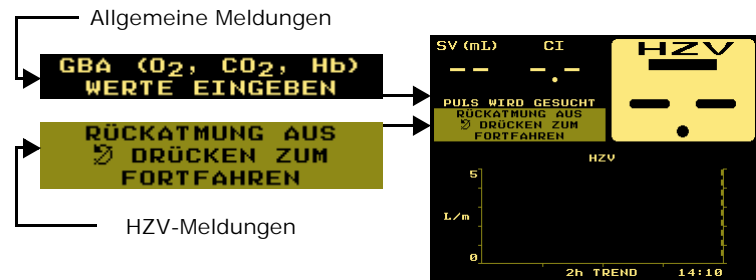 Allgemeine Meldungen
GBA (O2, CO2, Hb)
WERTE EINGEBEN
RÜCKATMUNG AUS
DRÜCKEN ZUM
FORTFAHREN
HZV-Meldungen
SV (mL) CI HZV
-- -.-
PULS WIRD GESUCHT
RÜCKATMUNG AUS
DRÜCKEN ZUM
FORTFAHREN
-.-
HZV
5
L/m
0
2h TREND 14:10